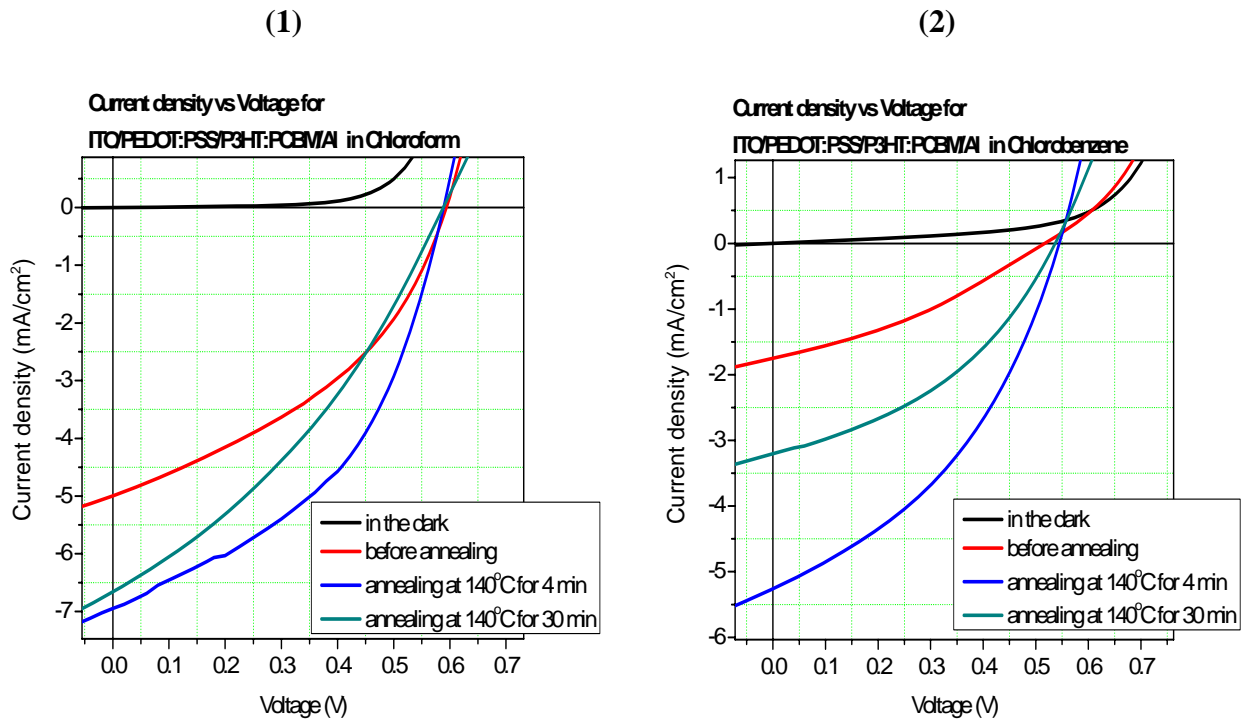 (1)
(2)
Current density vs Voltage for
ITO/PEDOT:PSS/P3HT:PCBM/Al in Chloroform
0
-1
-2
-3
-4
-5
-6
-7
Current density (mA/cm²)
in the dark
before annealing
annealing at 140°C for 4 min
annealing at 140°C for 30 min
0.0 0.1 0.2 0.3 0.4 0.5 0.6 0.7
Voltage (V)
Current density vs Voltage for
ITO/PEDOT:PSS/P3HT:PCBM/Al in Chlorobenzene
1
0
-1
-2
-3
-4
-5
-6
Current density (mA/cm²)
in the dark
before annealing
annealing at 140°C for 4 min
annealing at 140°C for 30 min
0.0 0.1 0.2 0.3 0.4 0.5 0.6 0.7
Voltage (V)